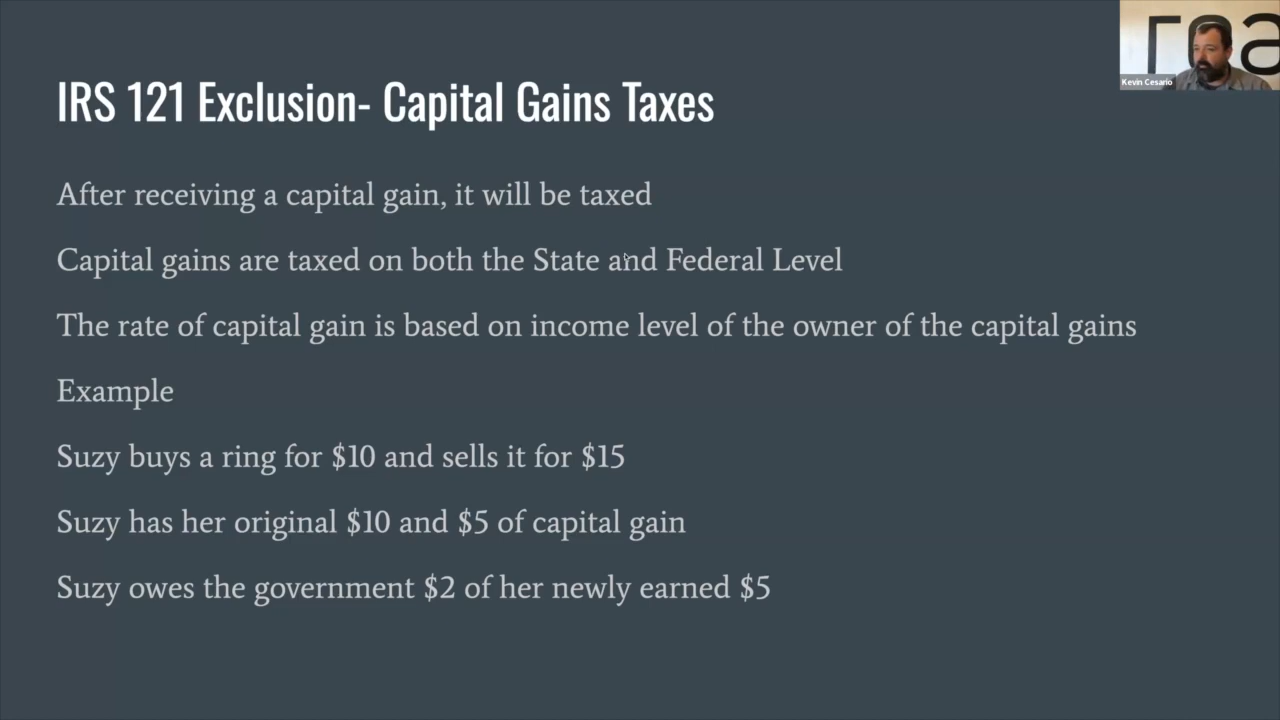 IRS 121 Exclusion- Capital Gains Taxes
After receiving a capital gain, it will be taxed
Capital gains are taxed on both the State and Federal Level
The rate of capital gain is based on income level of the owner of the capital gains
Example
Suzy buys a ring for $10 and sells it for $15
Suzy has her original $10 and $5 of capital gain
Suzy owes the government $2 of her newly earned $5
Kevin Cesario